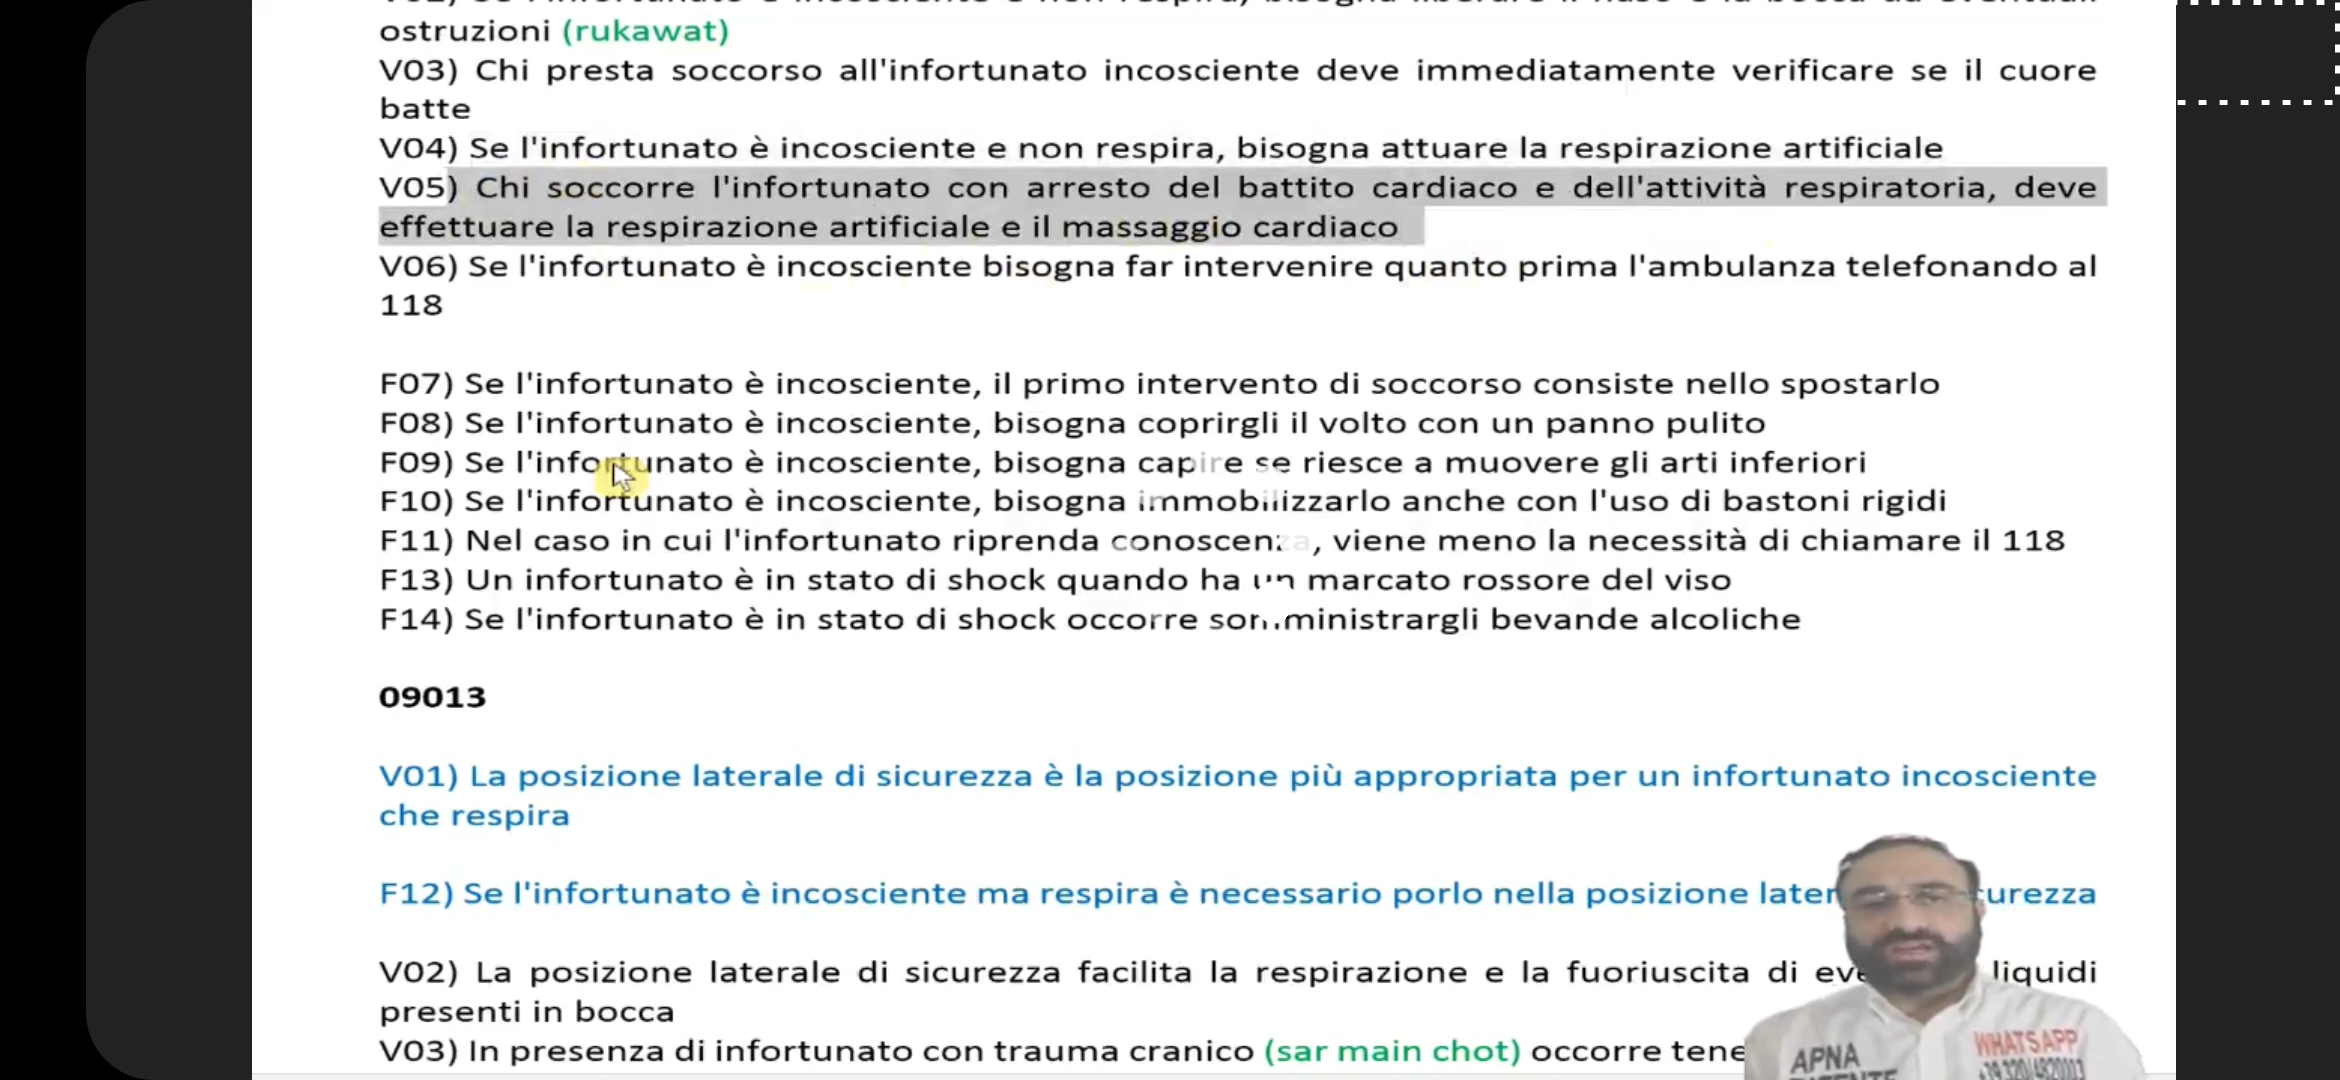 ostruzioni (rukawat)
V03) Chi presta soccorso all'infortunato incosciente deve immediatamente verificare se il cuore
batte
V04) Se l'infortunato è incosciente e non respira, bisogna attuare la respirazione artificiale
V05) Chi soccorre l'infortunato con arresto del battito cardiaco e dell'attività respiratoria, deve
effettuare la respirazione artificiale e il massaggio cardiaco
V06) Se l'infortunato è incosciente bisogna far intervenire quanto prima l'ambulanza telefonando al
118
F07) Se l'infortunato è incosciente, il primo intervento di soccorso consiste nello spostarlo
F08) Se l'infortunato è incosciente, bisogna coprirgli il volto con un panno pulito
F09) Se l'infortunato è incosciente, bisogna capire se riesce a muovere gli arti inferiori
F10) Se l'infortunato è incosciente, bisogna immobilizzarlo anche con l'uso di bastoni rigidi
F11) Nel caso in cui l'infortunato riprenda conoscenza, viene meno la necessità di chiamare il 118
F13) Un infortunato è in stato di shock quando ha un marcato rossore del viso
F14) Se l'infortunato è in stato di shock occorre somministrargli bevande alcoliche
09013
V01) La posizione laterale di sicurezza è la posizione più appropriata per un infortunato incosciente
che respira
F12) Se l'infortunato è incosciente ma respira è necessario porlo nella posizione later urezza
V02) La posizione laterale di sicurezza facilita la respirazione e la fuoriuscita di eve liquidi
presenti in bocca
V03) In presenza di infortunato con trauma cranico (sar main chot) occorre tene
APNA
WHATSAPP